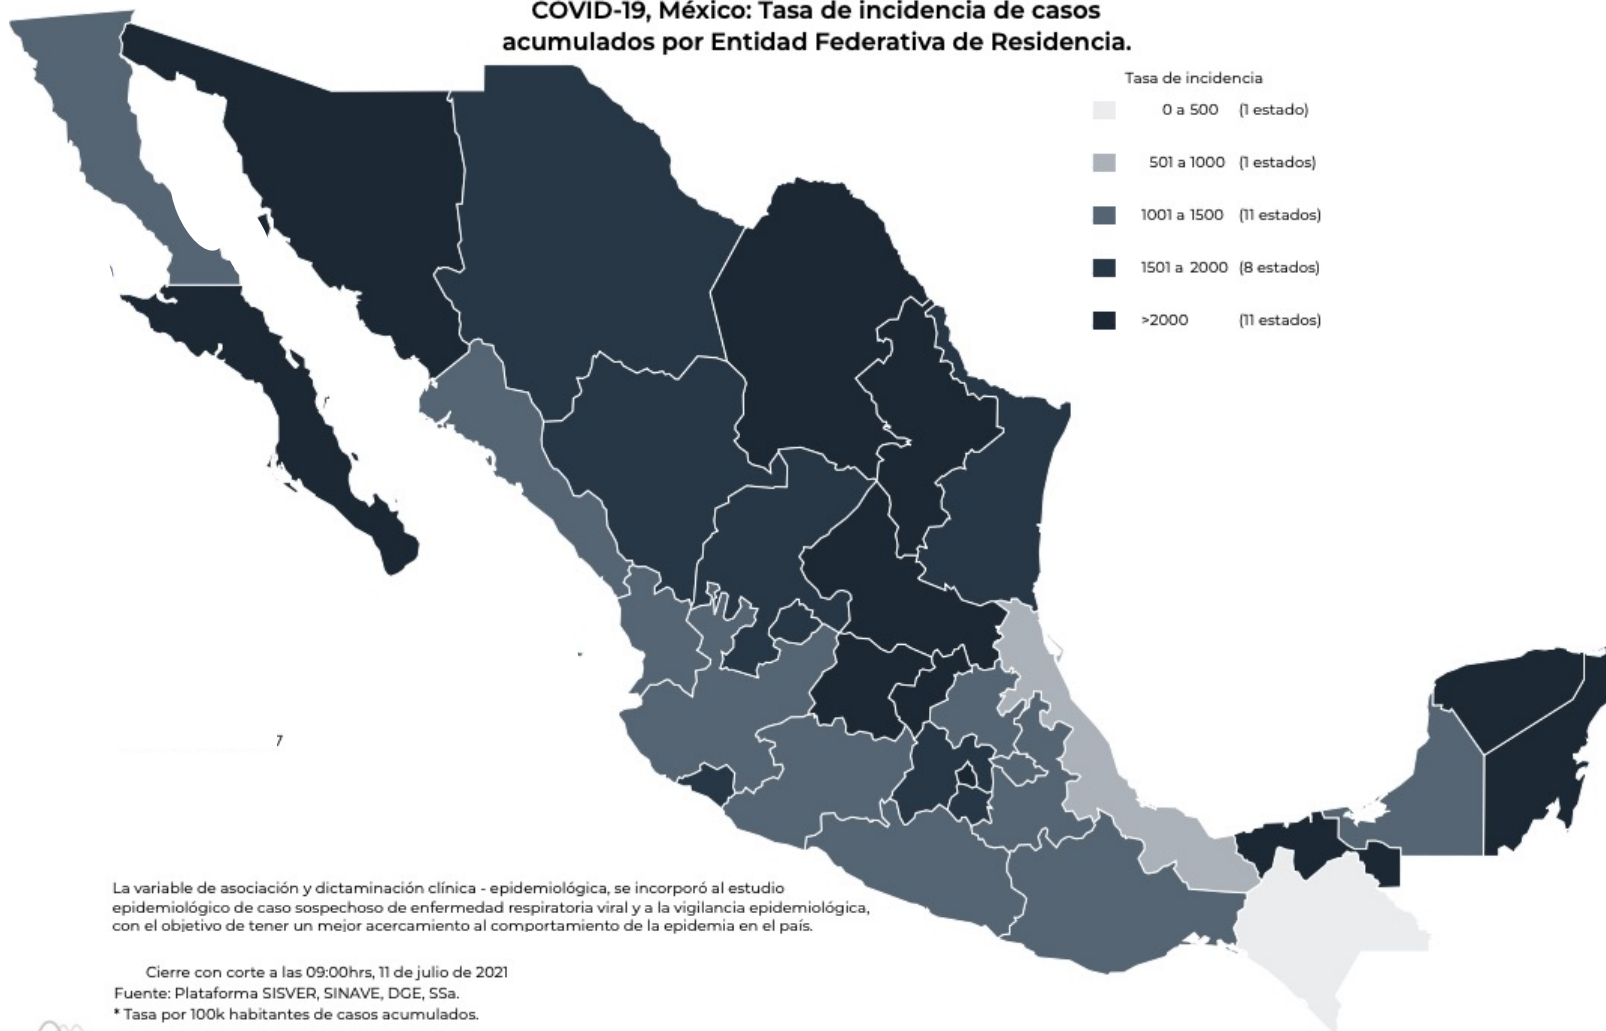 COVID-19, México: Tasa de incidencia de casos
acumulados por Entidad Federativa de Residencia.
Tasa de incidencia
0 a 500 (1 estado)
501 a 1000 (1 estados)
1001 a 1500 (11 estados)
1501 a 2000 (8 estados)
>2000 (11 estados)
7
La variable de asociación y dictaminación clínica - epidemiológica, se incorporó al estudio
epidemiológico de caso sospechoso de enfermedad respiratoria viral y a la vigilancia epidemiológica,
con el objetivo de tener un mejor acercamiento al comportamiento de la epidemia en el país.
Cierre con corte a las 09:00hrs, 11 de julio de 2021
Fuente: Plataforma SISVER, SINAVE, DGE, SSa.
* Tasa por 100k habitantes de casos acumulados.